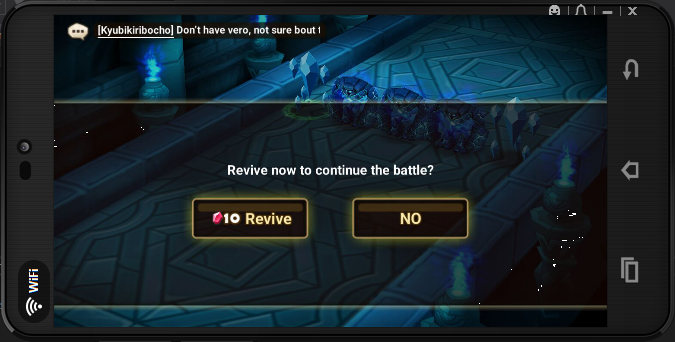 [Kyubikiribocho] Don't have vero, not sure bout
Revive now to continue the battle?
10 Revive
NO
WiFi